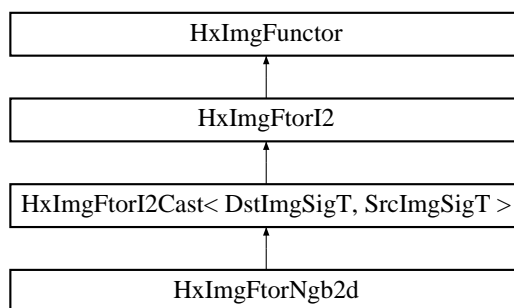 HxImgFunctor
HxImgFtorI2
HxImgFtorI2Cast< DstImgSigT, SrcImgSigT >
HxImgFtorNgb2d